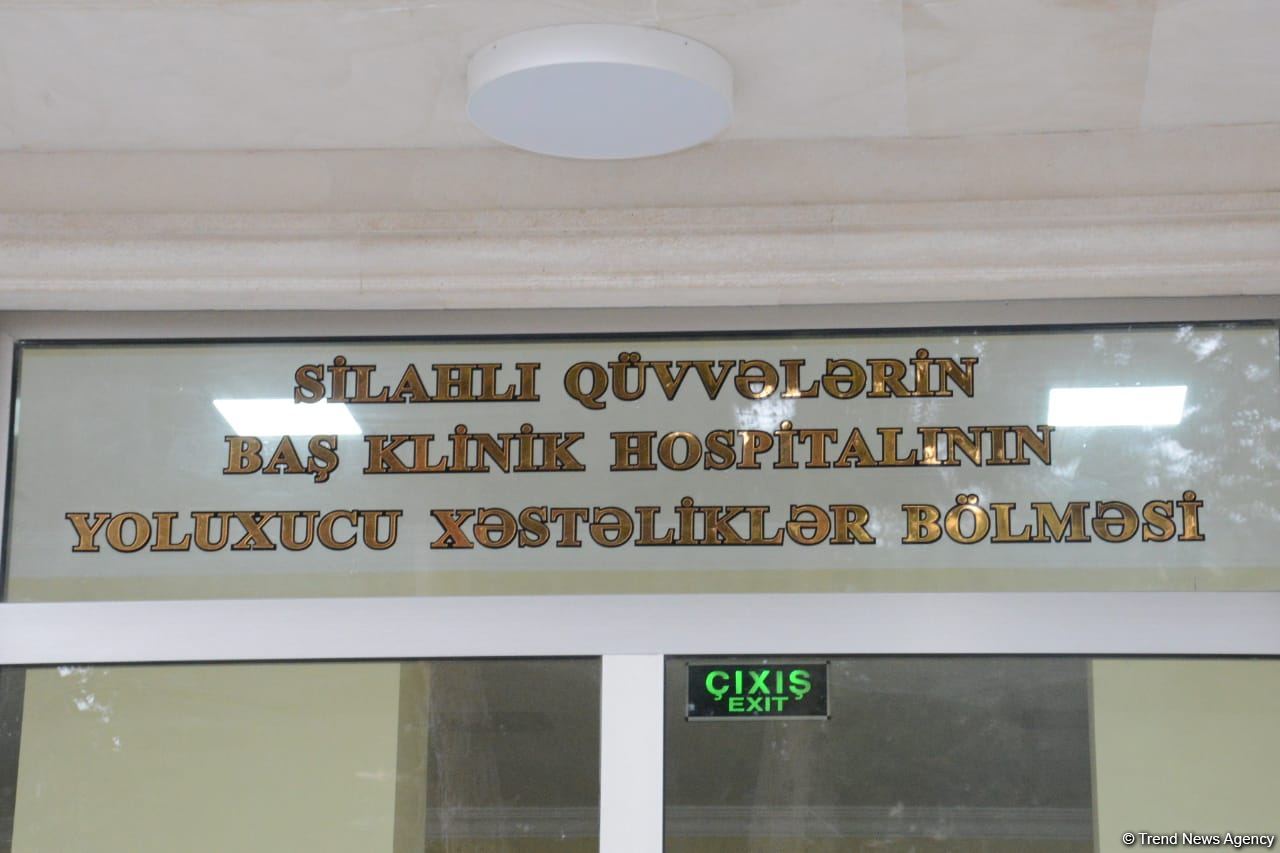 SİLAHLI QÜVVƏLƏRİN
BAŞ KLİNİK HOSPİTALININ
YOLUXUCU XƏSTƏLİKLƏR BÖLMƏSİ
ÇIXIŞ
EXIT
© Trend News Agency